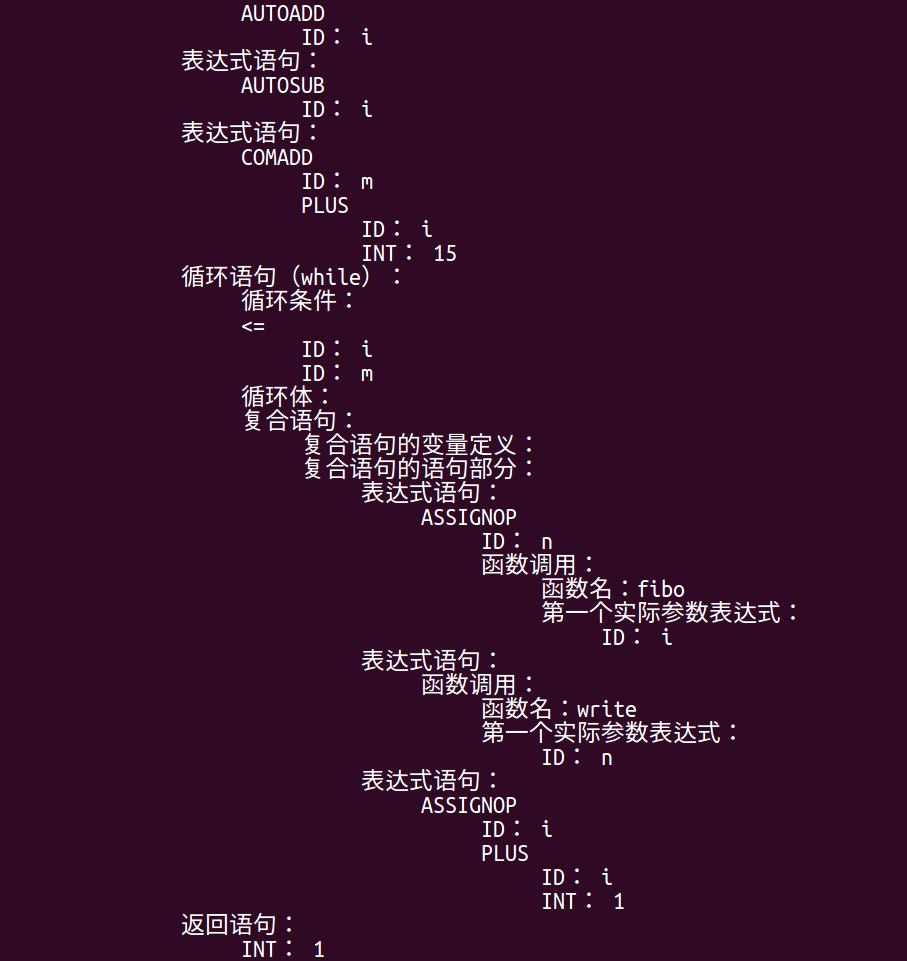 AUTOADD
ID： i
表达式语句：
AUTOSUB
ID： i
表达式语句：
COMADD
ID： m
PLUS
ID： i
INT： 15
循环语句（while）：
循环条件：
<=
ID： i
ID： m
循环体：
复合语句：
复合语句的变量定义：
复合语句的语句部分：
表达式语句：
ASSIGNOP
ID： n
函数调用：
函数名：fibo
第一个实际参数表达式：
ID： i
表达式语句：
函数调用：
函数名：write
第一个实际参数表达式：
ID： n
表达式语句：
ASSIGNOP
ID： i
PLUS
ID： i
INT： 1
返回语句：
INT： 1